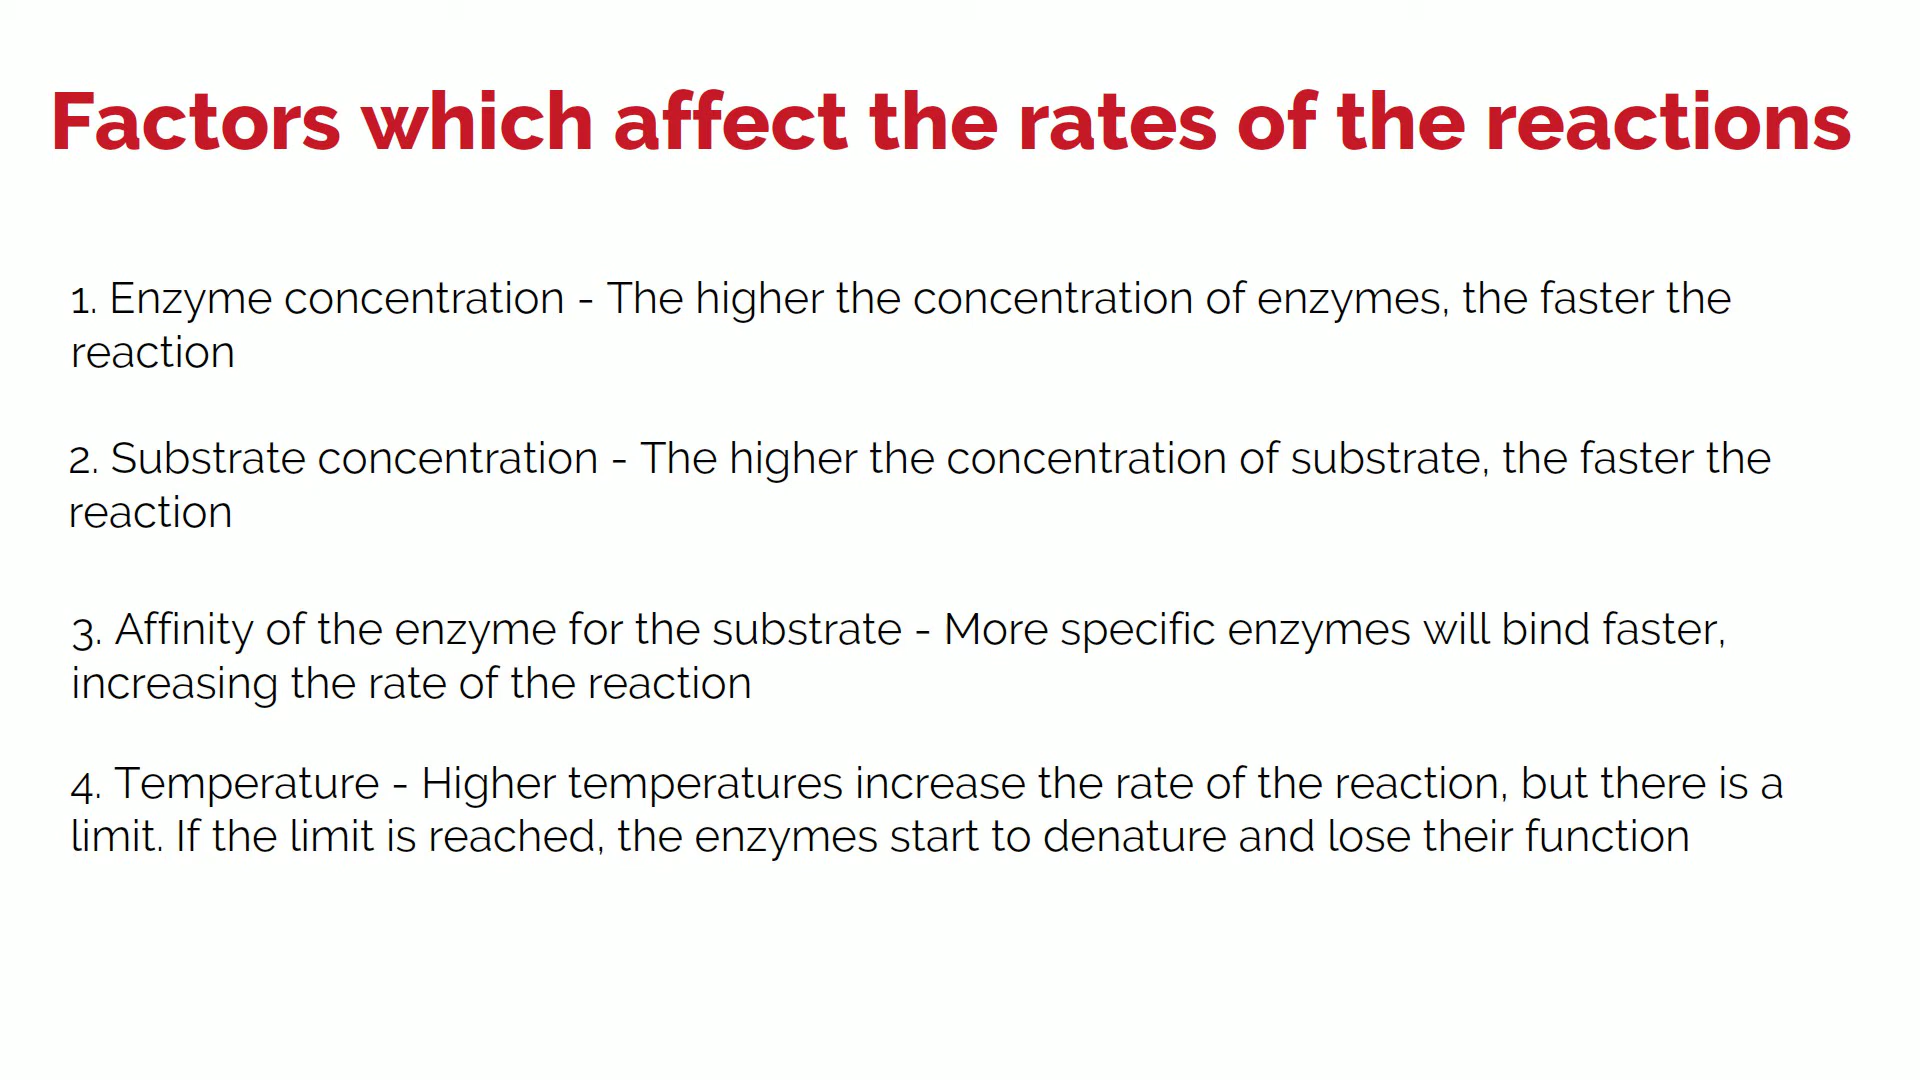 Factors which affect the rates of the reactions
1. Enzyme concentration - The higher the concentration of enzymes, the faster the
reaction
2. Substrate concentration - The higher the concentration of substrate, the faster the
reaction
3. Affinity of the enzyme for the substrate - More specific enzymes will bind faster,
increasing the rate of the reaction
4. Temperature - Higher temperatures increase the rate of the reaction, but there is a
limit. If the limit is reached, the enzymes start to denature and lose their function